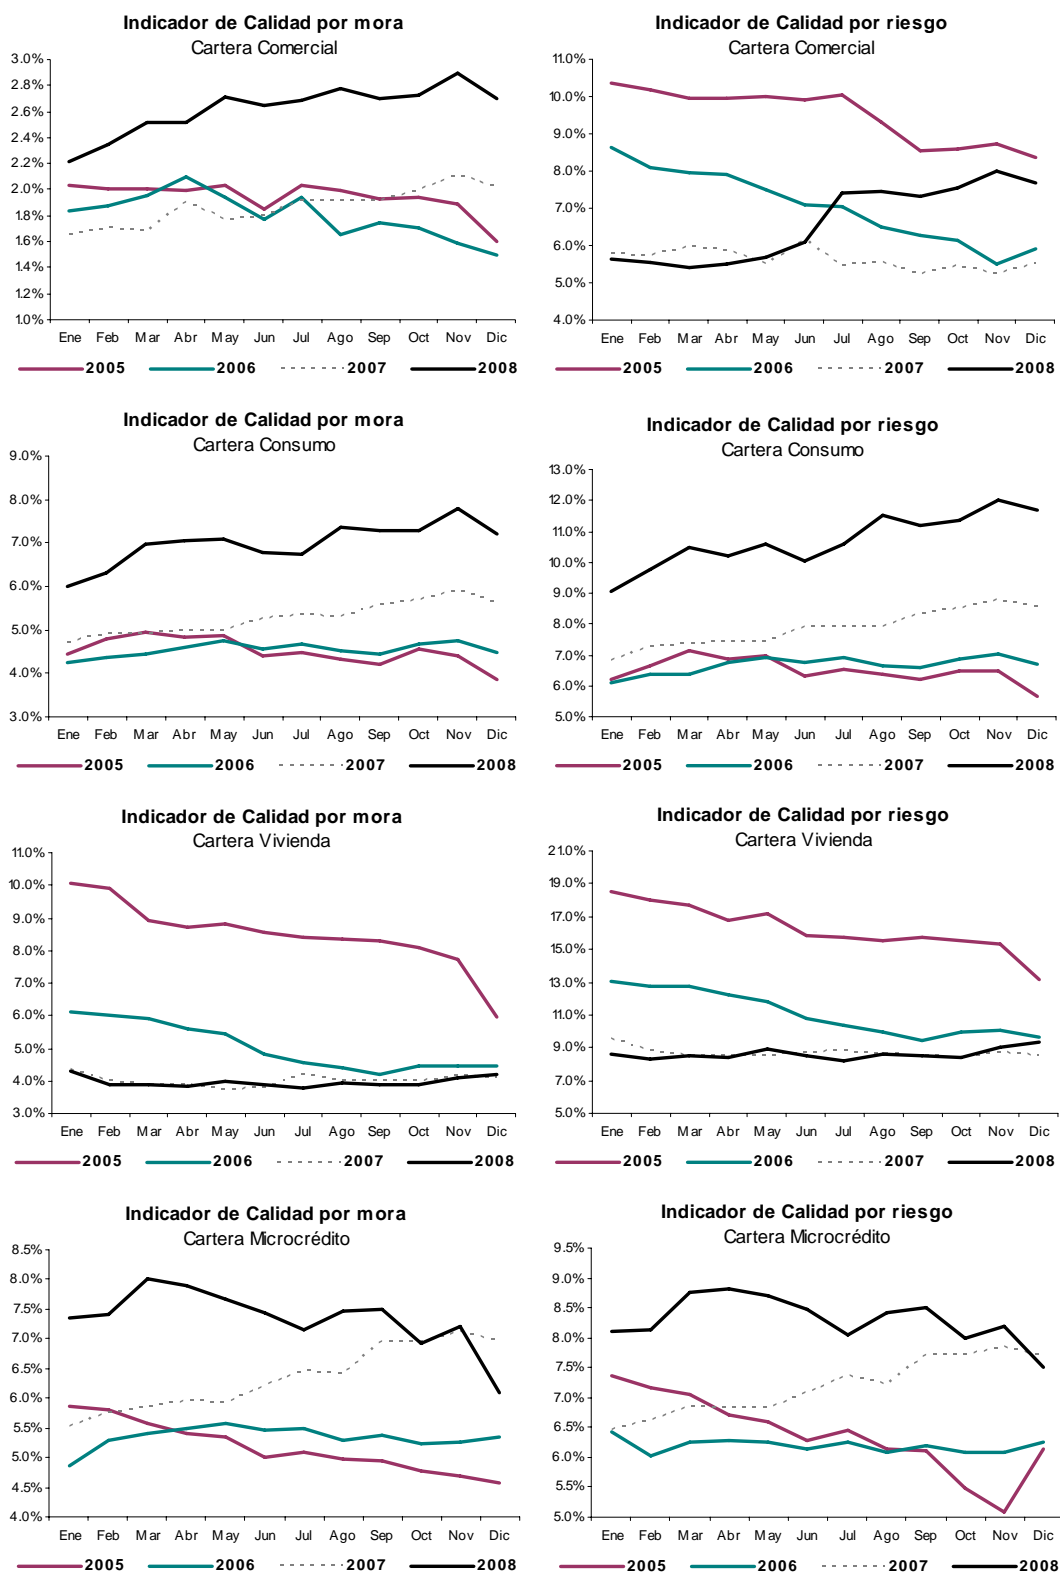 Indicador de Calidad por mora
Cartera Comercial
3.0%
2.8%
2.6%
2.4%
2.2%
2.0%
1.8%
1.6%
1.4%
1.2%
1.0%
Ene Feb Mar Abr May Jun Jul Ago Sep Oct Nov Dic
2005 2006 2007 2008
Indicador de Calidad por riesgo
Cartera Comercial
11.0%
10.0%
9.0%
8.0%
7.0%
6.0%
5.0%
4.0%
Ene Feb Mar Abr May Jun Jul Ago Sep Oct Nov Dic
2005 2006 2007 2008
Indicador de Calidad por mora
Cartera Consumo
9.0%
8.0%
7.0%
6.0%
5.0%
4.0%
3.0%
Ene Feb Mar Abr May Jun Jul Ago Sep Oct Nov Dic
2005 2006 2007 2008
Indicador de Calidad por riesgo
Cartera Consumo
13.0%
12.0%
11.0%
10.0%
9.0%
8.0%
7.0%
6.0%
5.0%
Ene Feb Mar Abr May Jun Jul Ago Sep Oct Nov Dic
2005 2006 2007 2008
Indicador de Calidad por mora
Cartera Vivienda
11.0%
10.0%
9.0%
8.0%
7.0%
6.0%
5.0%
4.0%
3.0%
Ene Feb Mar Abr May Jun Jul Ago Sep Oct Nov Dic
2005 2006 2007 2008
Indicador de Calidad por riesgo
Cartera Vivienda
21.0%
19.0%
17.0%
15.0%
13.0%
11.0%
9.0%
7.0%
5.0%
Ene Feb Mar Abr May Jun Jul Ago Sep Oct Nov Dic
2005 2006 2007 2008
Indicador de Calidad por mora
Cartera Microcrédito
8.5%
8.0%
7.5%
7.0%
6.5%
6.0%
5.5%
5.0%
4.5%
4.0%
Ene Feb Mar Abr May Jun Jul Ago Sep Oct Nov Dic
2005 2006 2007 2008
Indicador de Calidad por riesgo
Cartera Microcrédito
9.5%
9.0%
8.5%
8.0%
7.5%
7.0%
6.5%
6.0%
5.5%
5.0%
Ene Feb Mar Abr May Jun Jul Ago Sep Oct Nov Dic
2005 2006 2007 2008